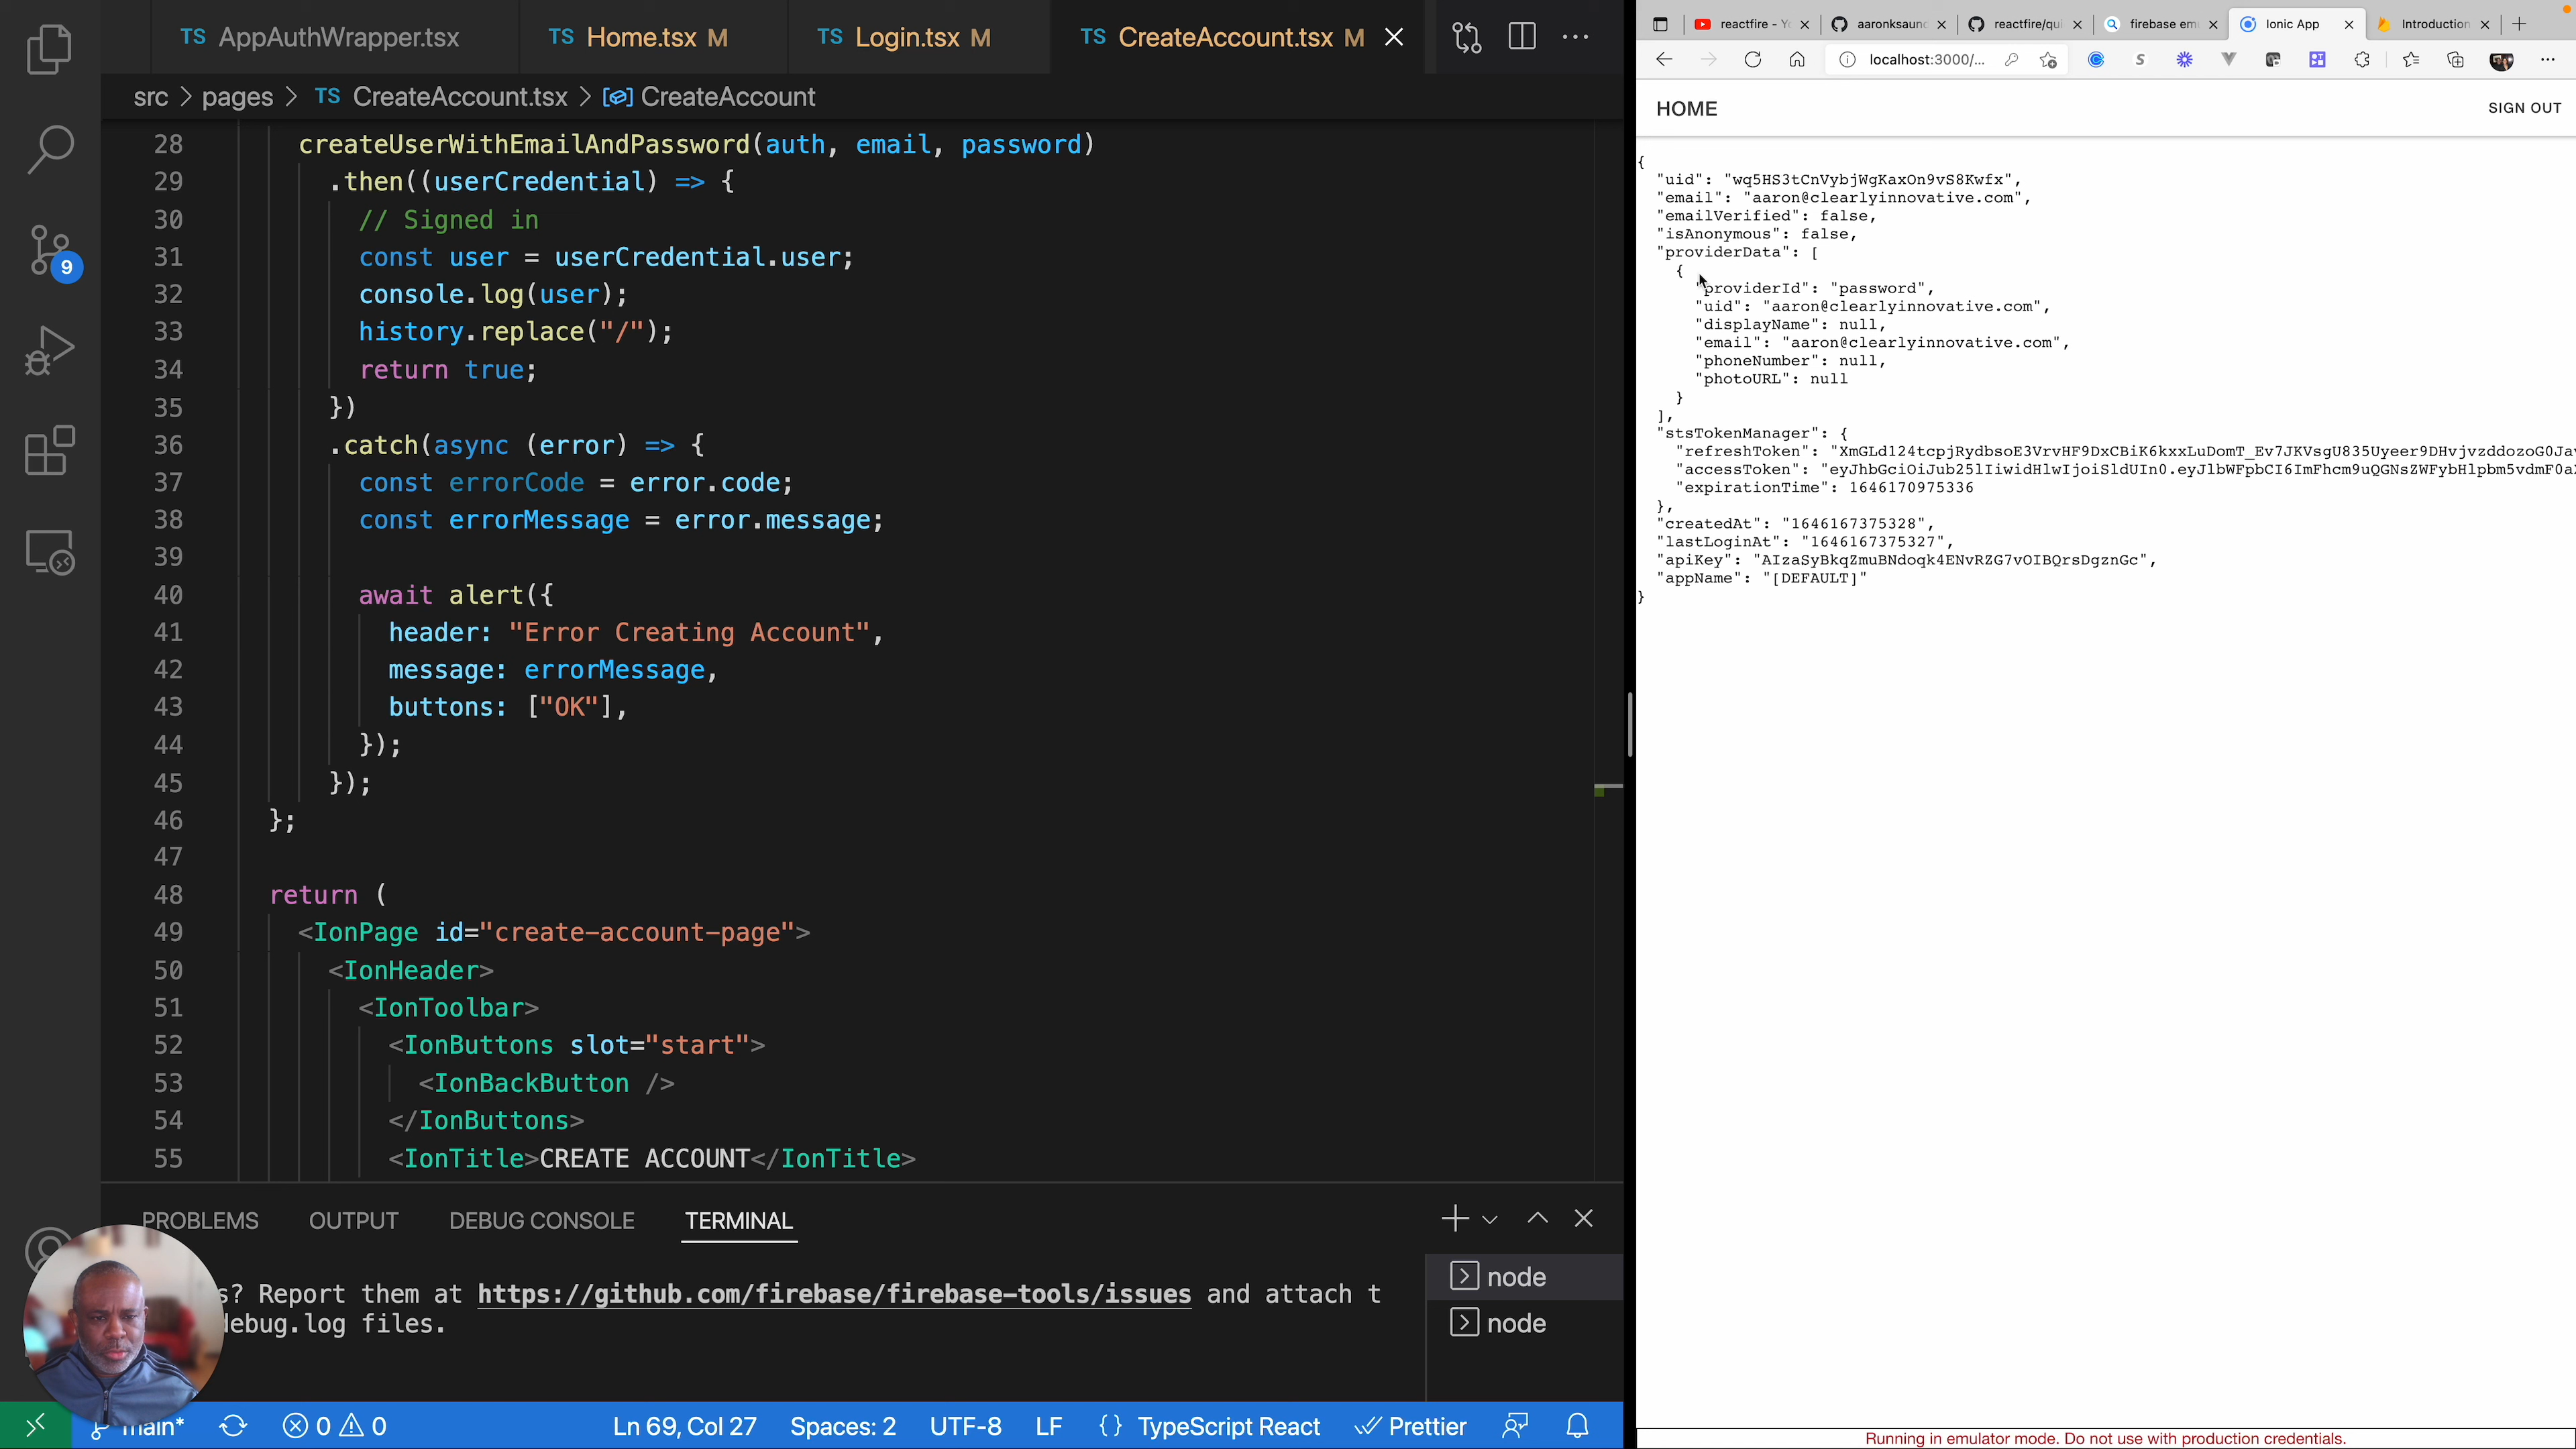 TS AppAuthWrapper.tsx TS Home.tsx M TS Login.tsx M TS CreateAccount.tsx M
src > pages > TS CreateAccount.tsx > CreateAccount
28 createUserWithEmailAndPassword(auth, email, password)
29 .then((userCredential) => {
30 // Signed in
31 const user = userCredential.user;
32 console.log(user);
33 history.replace("/");
34 return true;
35 })
36 .catch(async (error) => {
37 const errorCode = error.code;
38 const errorMessage = error.message;
39
40 await alert({
41 header: "Error Creating Account",
42 message: errorMessage,
43 buttons: ["OK"],
44 });
45 });
46 };
47
48 return (
49 <IonPage id="create-account-page">
50 <IonHeader>
51 <IonToolbar>
52 <IonButtons slot="start">
53 <IonBackButton />
54 </IonButtons>
55 <IonTitle>CREATE ACCOUNT</IonTitle>
9
PROBLEMS OUTPUT DEBUG CONSOLE TERMINAL
s? Report them at https://github.com/firebase/firebase-tools/issues and attach t
debug.log files.
node
node
main* 0 0 Ln 69, Col 27 Spaces: 2 UTF-8 LF {} TypeScript React Prettier
reactfire - Yo aaronksaund reactfire/qui firebase em Ionic App Introduction
localhost:3000/...
HOME SIGN OUT
{
"uid": "wq5HS3tCnVybjWgKaxOn9vS8Kwfx",
"email": "aaron@clearlyinnovative.com",
"emailVerified": false,
"isAnonymous": false,
"providerData": [
{
"providerId": "password",
"uid": "aaron@clearlyinnovative.com",
"displayName": null,
"email": "aaron@clearlyinnovative.com",
"phoneNumber": null,
"photoURL": null
}
],
"stsTokenManager": {
"refreshToken":
"accessToken":
"expirationTime": 1646170975336
},
"createdAt": "1646167375328",
"lastLoginAt": "1646167375327",
"apiKey": "AIzaSyBkqZmuBNdoqk4ENvRZG7vOIBQrsDgznGc",
"appName": "[DEFAULT]"
}
Running in emulator mode. Do not use with production credentials.